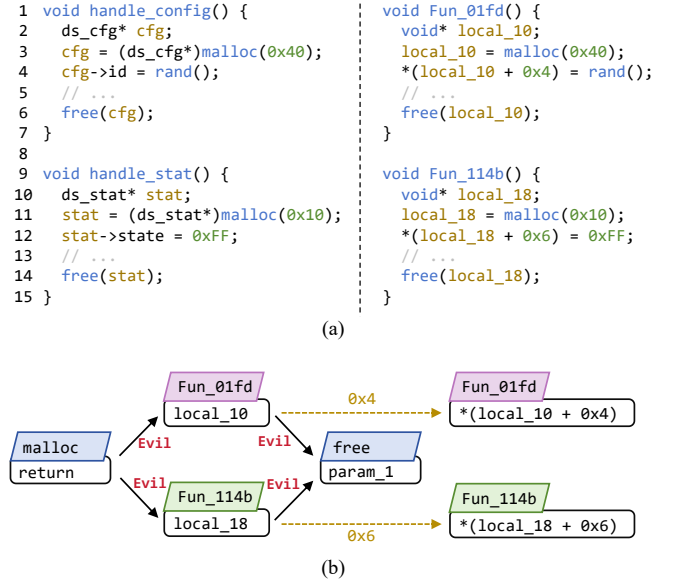 1 void handle_config() {
2 ds_cfg* cfg;
3 cfg = (ds_cfg*)malloc(0x40);
4 cfg->id = rand();
5 // ...
6 free(cfg);
7 }
8
9 void handle_stat() {
10 ds_stat* stat;
11 stat = (ds_stat*)malloc(0x10);
12 stat->state = 0xFF;
13 // ...
14 free(stat);
15 }
void Fun_01fd() {
void* local_10;
local_10 = malloc(0x40);
*(local_10 + 0x4) = rand();
// ...
free(local_10);
}
void Fun_114b() {
void* local_18;
local_18 = malloc(0x10);
*(local_18 + 0x6) = 0xFF;
// ...
free(local_18);
}
(a)
Fun_01fd
local_10
0x4
Fun_01fd
*(local_10 + 0x4)
Evil
Evil
malloc
return
free
param_1
Evil
Evil
Fun_114b
local_18
0x6
Fun_114b
*(local_18 + 0x6)
(b)